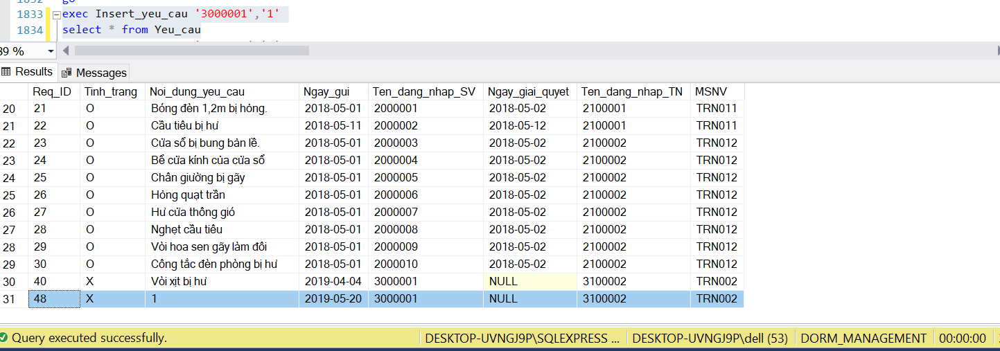 1832 go
1833 exec Insert_yeu_cau '3000001','1'
1834 select * from Yeu_cau
89 %
Results Messages
Req_ID Tinh_trang Noi_dung_yeu_cau Ngay_gui Ten_dang_nhap_SV Ngay_giai_quyet Ten_dang_nhap_TN MSNV
20 21 O Bóng đèn 1,2m bị hỏng. 2018-05-01 2000001 2018-05-02 2100001 TRN011
21 22 O Cầu tiêu bị hư 2018-05-11 2000002 2018-05-12 2100001 TRN011
22 23 O Cửa sổ bị bung bản lề. 2018-05-01 2000003 2018-05-02 2100002 TRN012
23 24 O Bể cửa kính của cửa sổ 2018-05-01 2000004 2018-05-02 2100002 TRN012
24 25 O Chân giường bị gãy 2018-05-01 2000005 2018-05-02 2100002 TRN012
25 26 O Hỏng quạt trần 2018-05-01 2000006 2018-05-02 2100002 TRN012
26 27 O Hư cửa thông gió 2018-05-01 2000007 2018-05-02 2100002 TRN012
27 28 O Nghẹt cầu tiêu 2018-05-01 2000008 2018-05-02 2100002 TRN012
28 29 O Vòi hoa sen gãy làm đôi 2018-05-01 2000009 2018-05-02 2100002 TRN012
29 30 O Công tắc đèn phòng bị hư 2018-05-01 2000010 2018-05-02 2100002 TRN012
30 40 X Vòi xịt bị hư 2019-04-04 3000001 NULL 3100002 TRN002
31 48 X 1 2019-05-20 3000001 NULL 3100002 TRN002
Query executed successfully. DESKTOP-UVNGJ9P\SQLEXPRESS ... DESKTOP-UVNGJ9P\dell (53) DORM_MANAGEMENT 00:00:00